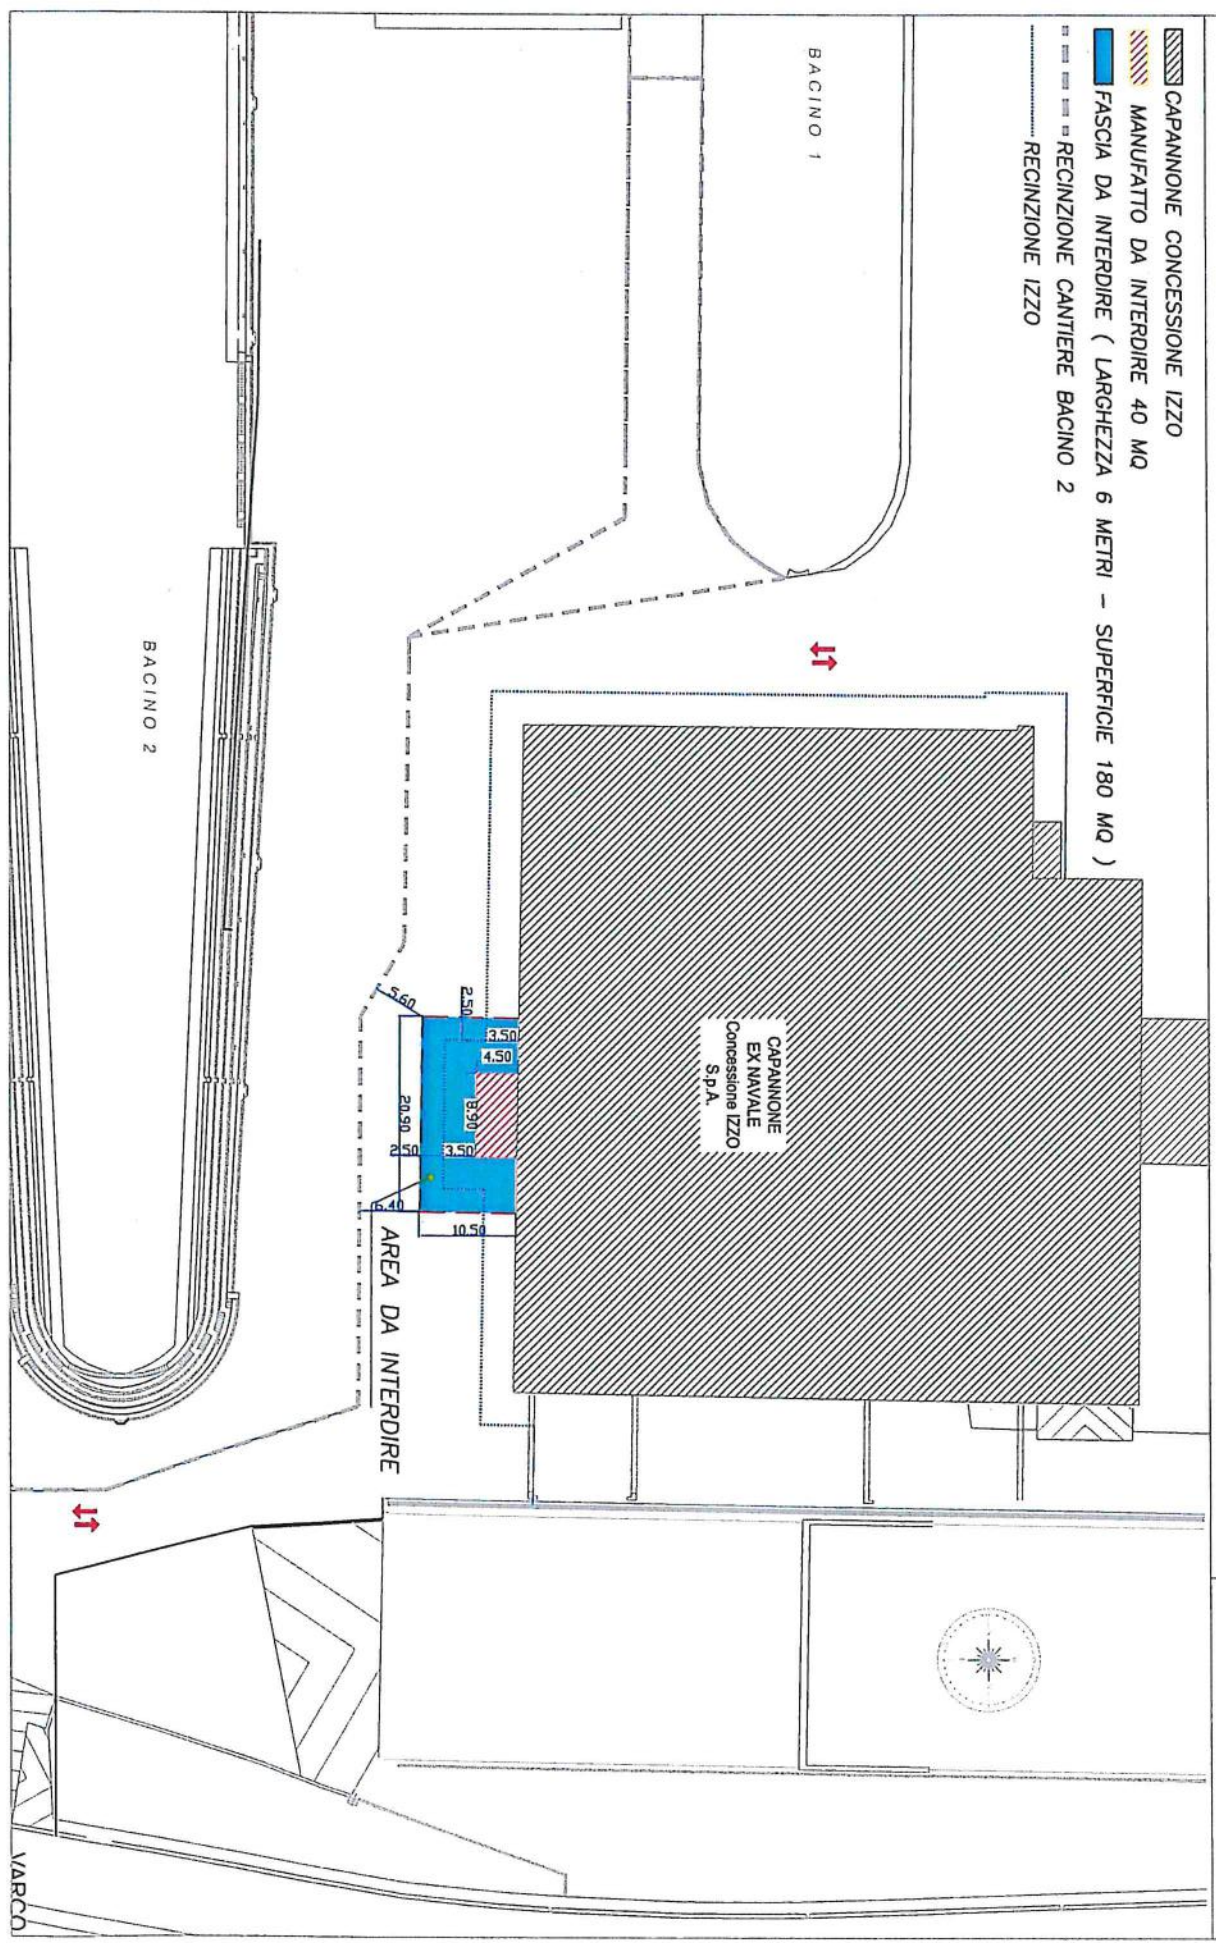 CAPANNONE CONCESSIONE IZZO
MANUFATTO DA INTERDIRE 40 MQ
FASCIA DA INTERDIRE ( LARGHEZZA 6 METRI - SUPERFICIE 180 MQ )
RECINZIONE CANTIERE BACINO 2
RECINZIONE IZZO
BACINO 1
CAPANNONE
EX NAVALE
Concessione IZZO
S.p.A.
3.50
4.50
2.50
8.90
3.50
10.50
5.60
20.90
2.50
6.40
AREA DA INTERDIRE
BACINO 2
VARCO